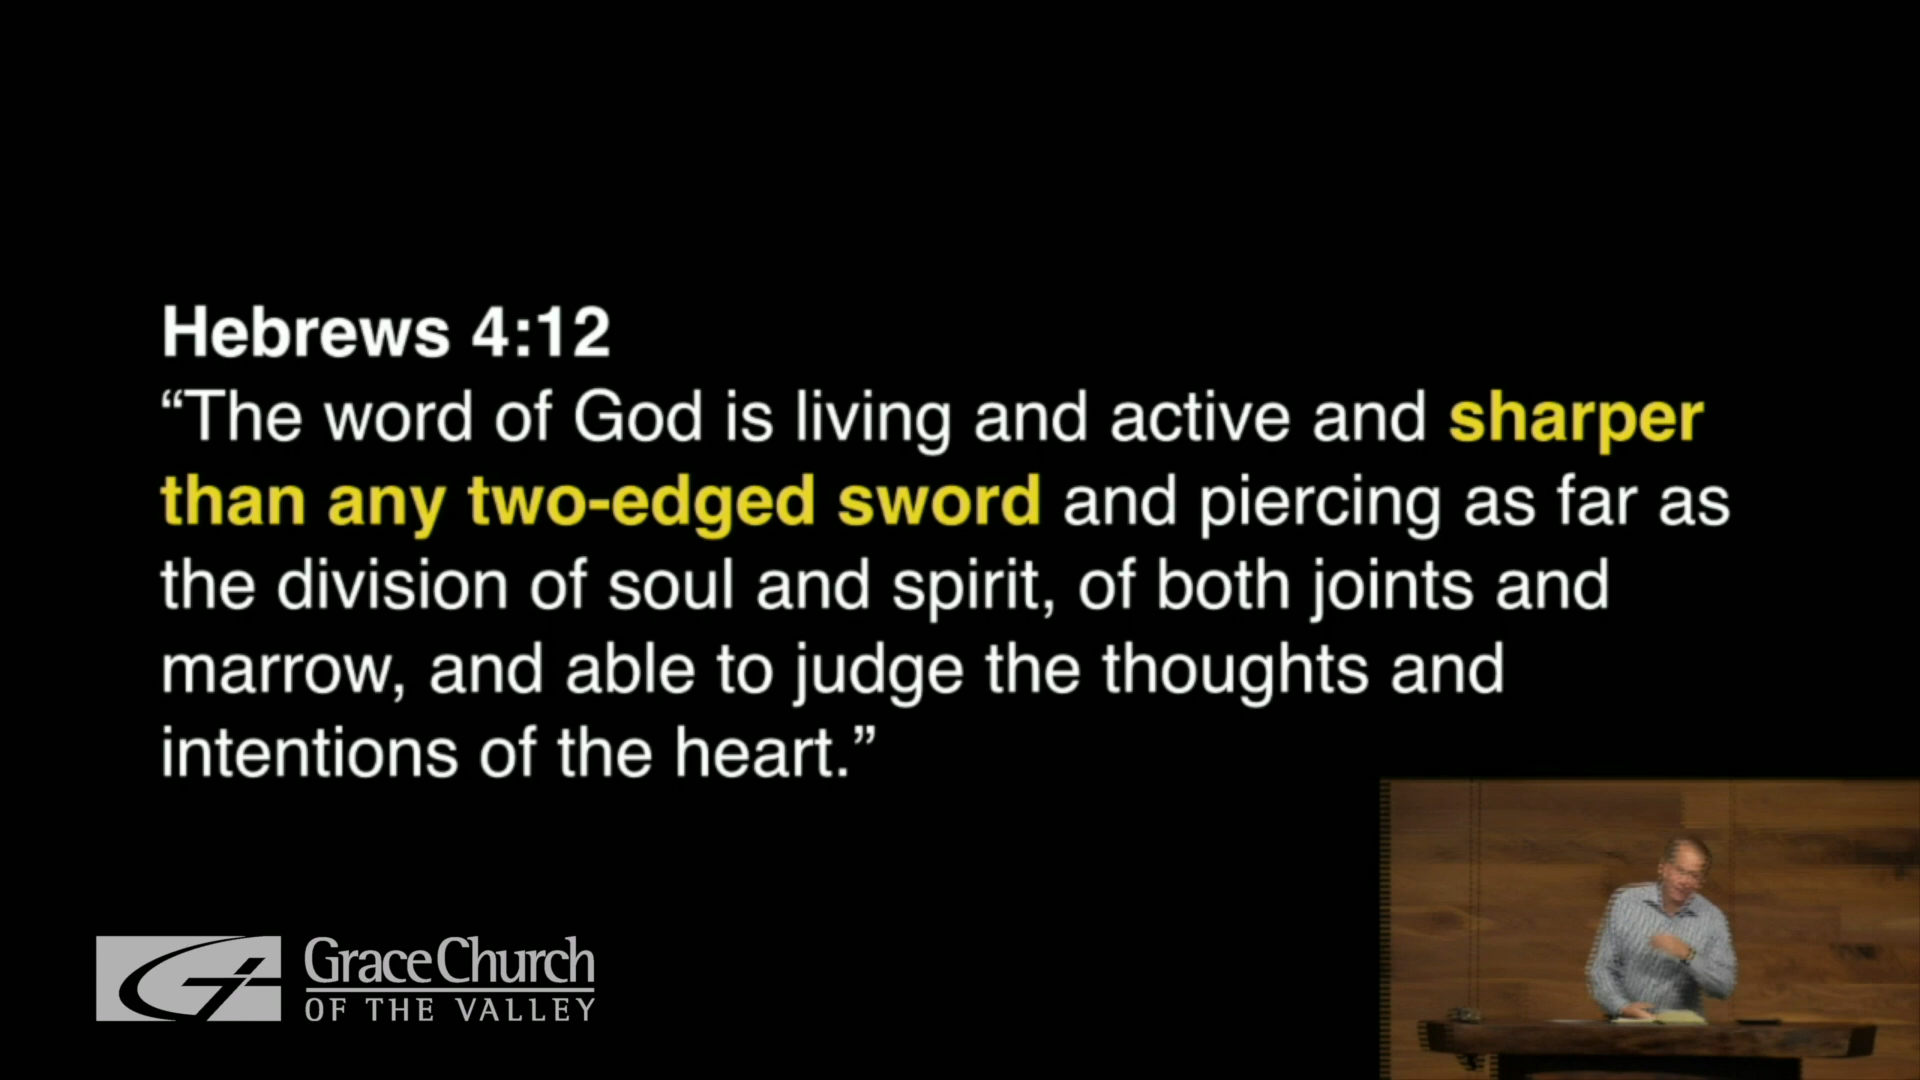 Hebrews 4:12
“The word of God is living and active and sharper
than any two-edged sword and piercing as far as
the division of soul and spirit, of both joints and
marrow, and able to judge the thoughts and
intentions of the heart.”
Grace Church
OF THE VALLEY